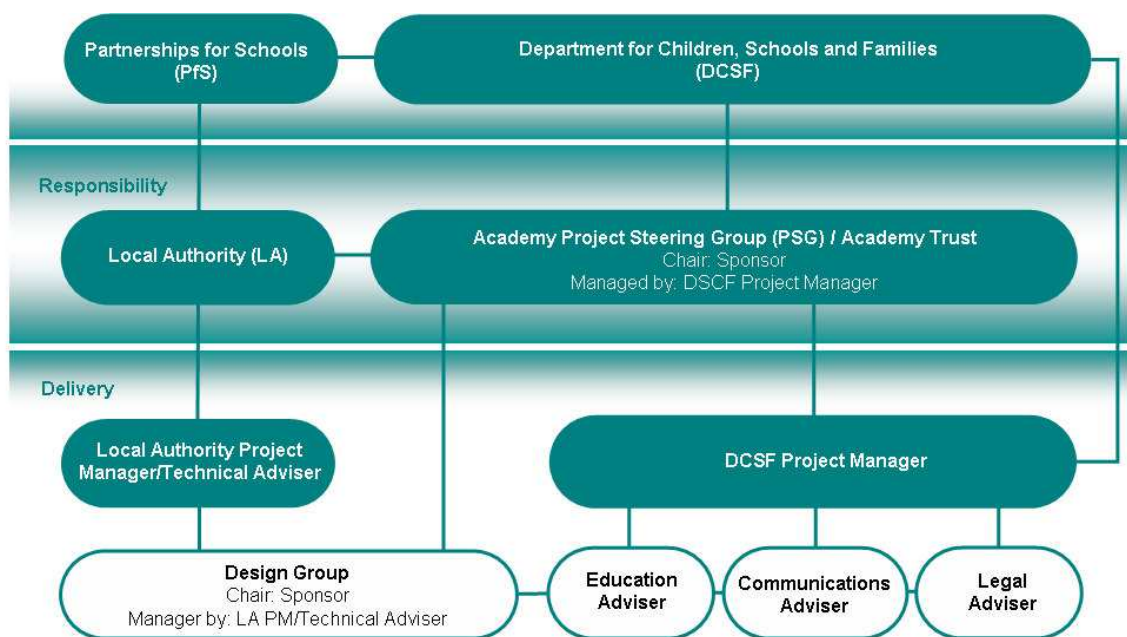 Partnerships for Schools
(PfS)
Department for Children, Schools and Families
(DCSF)
Responsibility
Local Authority (LA)
Academy Project Steering Group (PSG) / Academy Trust
Chair: Sponsor
Managed by: DSCF Project Manager
Delivery
Local Authority Project
Manager/Technical Adviser
DCSF Project Manager
Design Group
Chair: Sponsor
Manager by: LA PM/Technical Adviser
Education
Adviser
Communications
Adviser
Legal
Adviser